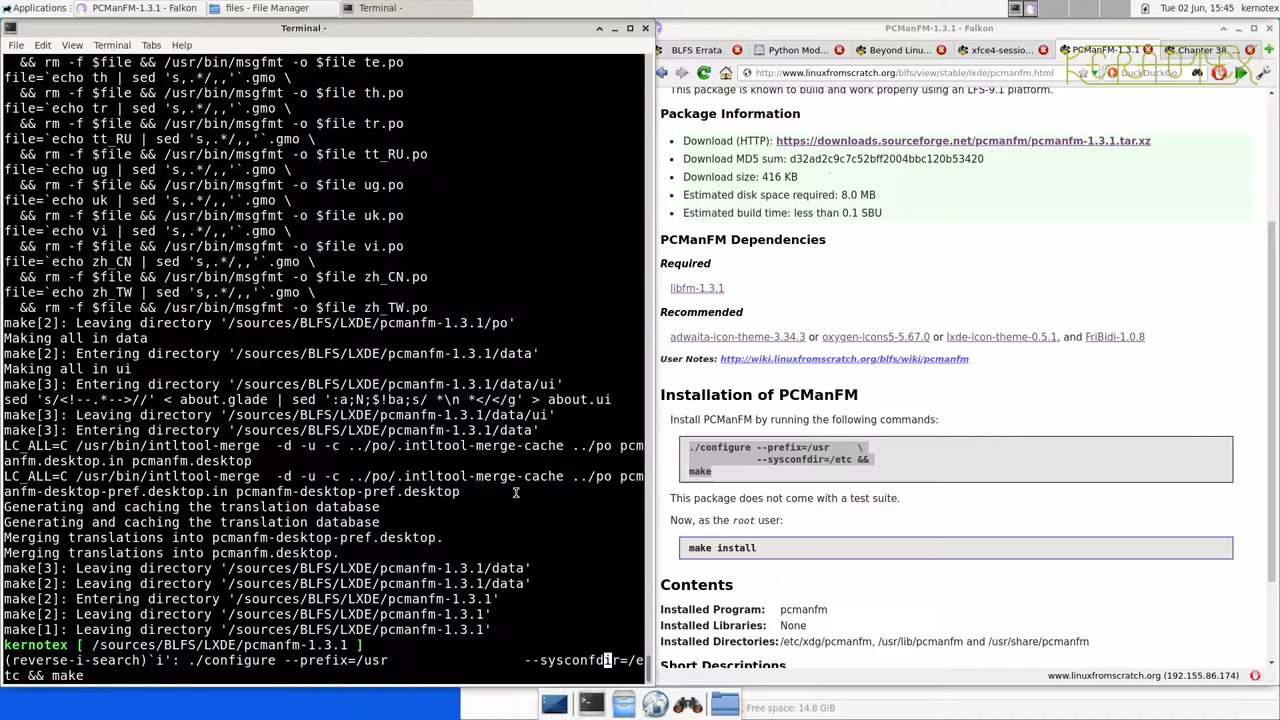 Applications
PCManFM-1.3.1 - Falkon
files - File Manager
Terminal -
Tue 02 Jun, 15:45
kernotex
Terminal -
File Edit View Terminal Tabs Help
&& rm -f $file && /usr/bin/msgfmt -o $file te.po
file=`echo th | sed 's,.*/,,'`.gmo \
&& rm -f $file && /usr/bin/msgfmt -o $file th.po
file=`echo tr | sed 's,.*/,,'`.gmo \
&& rm -f $file && /usr/bin/msgfmt -o $file tr.po
file=`echo tt_RU | sed 's,.*/,,'`.gmo \
&& rm -f $file && /usr/bin/msgfmt -o $file tt_RU.po
file=`echo ug | sed 's,.*/,,'`.gmo \
&& rm -f $file && /usr/bin/msgfmt -o $file ug.po
file=`echo uk | sed 's,.*/,,'`.gmo \
&& rm -f $file && /usr/bin/msgfmt -o $file uk.po
file=`echo vi | sed 's,.*/,,'`.gmo \
&& rm -f $file && /usr/bin/msgfmt -o $file vi.po
file=`echo zh_CN | sed 's,.*/,,'`.gmo \
&& rm -f $file && /usr/bin/msgfmt -o $file zh_CN.po
file=`echo zh_TW | sed 's,.*/,,'`.gmo \
&& rm -f $file && /usr/bin/msgfmt -o $file zh_TW.po
make[2]: Leaving directory '/sources/BLFS/LXDE/pcmanfm-1.3.1/po'
Making all in data
make[2]: Entering directory '/sources/BLFS/LXDE/pcmanfm-1.3.1/data'
Making all in ui
make[3]: Entering directory '/sources/BLFS/LXDE/pcmanfm-1.3.1/data/ui'
sed 's/<!--.*-->//' < about.glade | sed ':a;N;$!ba;s/ *\n *</</g' > about.ui
make[3]: Leaving directory '/sources/BLFS/LXDE/pcmanfm-1.3.1/data/ui'
make[3]: Entering directory '/sources/BLFS/LXDE/pcmanfm-1.3.1/data'
LC_ALL=C /usr/bin/intltool-merge -d -u -c ../po/.intltool-merge-cache ../po pcm
anfm.desktop.in pcmanfm.desktop
LC_ALL=C /usr/bin/intltool-merge -d -u -c ../po/.intltool-merge-cache ../po pcm
anfm-desktop-pref.desktop.in pcmanfm-desktop-pref.desktop
Generating and caching the translation database
Generating and caching the translation database
Merging translations into pcmanfm-desktop-pref.desktop.
Merging translations into pcmanfm.desktop.
make[3]: Leaving directory '/sources/BLFS/LXDE/pcmanfm-1.3.1/data'
make[2]: Leaving directory '/sources/BLFS/LXDE/pcmanfm-1.3.1/data'
make[2]: Entering directory '/sources/BLFS/LXDE/pcmanfm-1.3.1'
make[2]: Leaving directory '/sources/BLFS/LXDE/pcmanfm-1.3.1'
make[1]: Leaving directory '/sources/BLFS/LXDE/pcmanfm-1.3.1'
kernotex [ /sources/BLFS/LXDE/pcmanfm-1.3.1 ]
(reverse-i-search)`i': ./configure --prefix=/usr --sysconfdir=/e
tc && make
PCManFM-1.3.1 - Falkon
BLFS Errata
Python Mod...
Beyond Linu...
xfce4-sessio...
PCManFM-1.3.1
Chapter 38
http://www.linuxfromscratch.org/blfs/view/stable/lxde/pcmanfm.html
DuckDuckGo
This package is known to build and work properly using an LFS-9.1 platform.
Package Information
Download (HTTP): https://downloads.sourceforge.net/pcmanfm/pcmanfm-1.3.1.tar.xz
Download MD5 sum: d32ad2c9c7c52bff2004bbc120b53420
Download size: 416 KB
Estimated disk space required: 8.0 MB
Estimated build time: less than 0.1 SBU
PCManFM Dependencies
Required
libfm-1.3.1
Recommended
adwaita-icon-theme-3.34.3 or oxygen-icons5-5.67.0 or lxde-icon-theme-0.5.1, and FriBidi-1.0.8
User Notes: http://wiki.linuxfromscratch.org/blfs/wiki/pcmanfm
Installation of PCManFM
Install PCManFM by running the following commands:
./configure --prefix=/usr \
--sysconfdir=/etc &&
make
This package does not come with a test suite.
Now, as the root user:
make install
Contents
Installed Program: pcmanfm
Installed Libraries: None
Installed Directories: /etc/xdg/pcmanfm, /usr/lib/pcmanfm and /usr/share/pcmanfm
Short Descriptions
www.linuxfromscratch.org (192.155.86.174)
Free space: 14.8 GiB